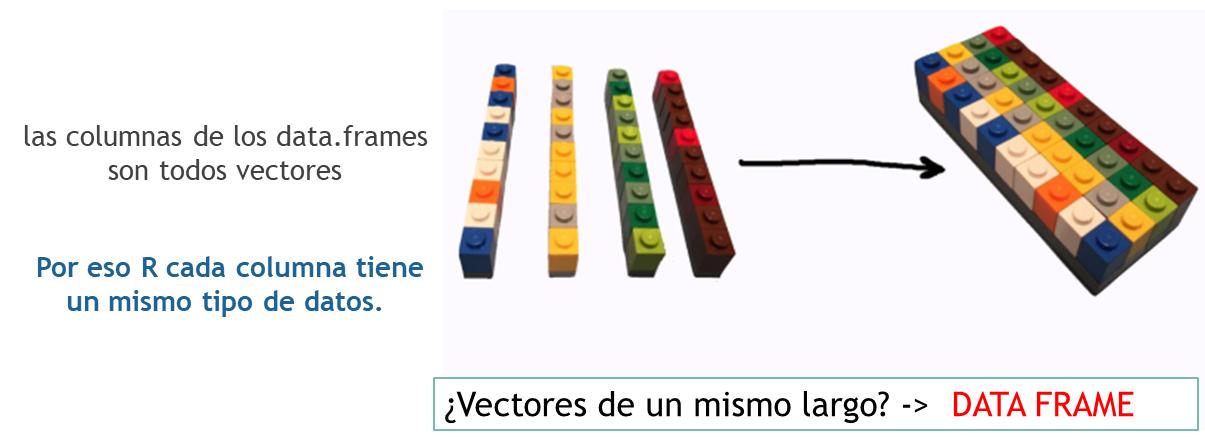 las columnas de los data.frames
son todos vectores
Por eso R cada columna tiene
un mismo tipo de datos.
¿Vectores de un mismo largo? -> DATA FRAME